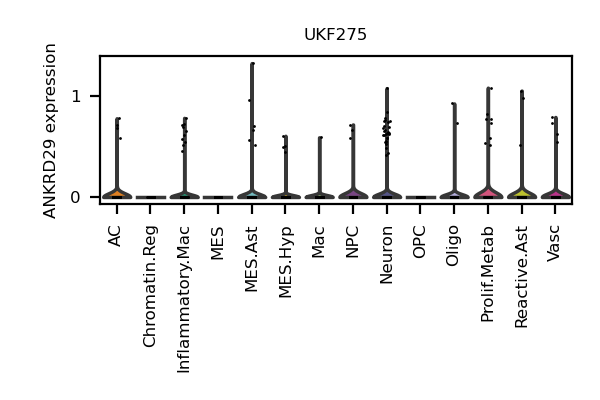 UKF275
ANKRD29 expression
1
0
AC
Chromatin.Reg
Inflammatory.Mac
MES
MES.Ast
MES.Hyp
Mac
NPC
Neuron
OPC
Oligo
Prolif.Metab
Reactive.Ast
Vasc